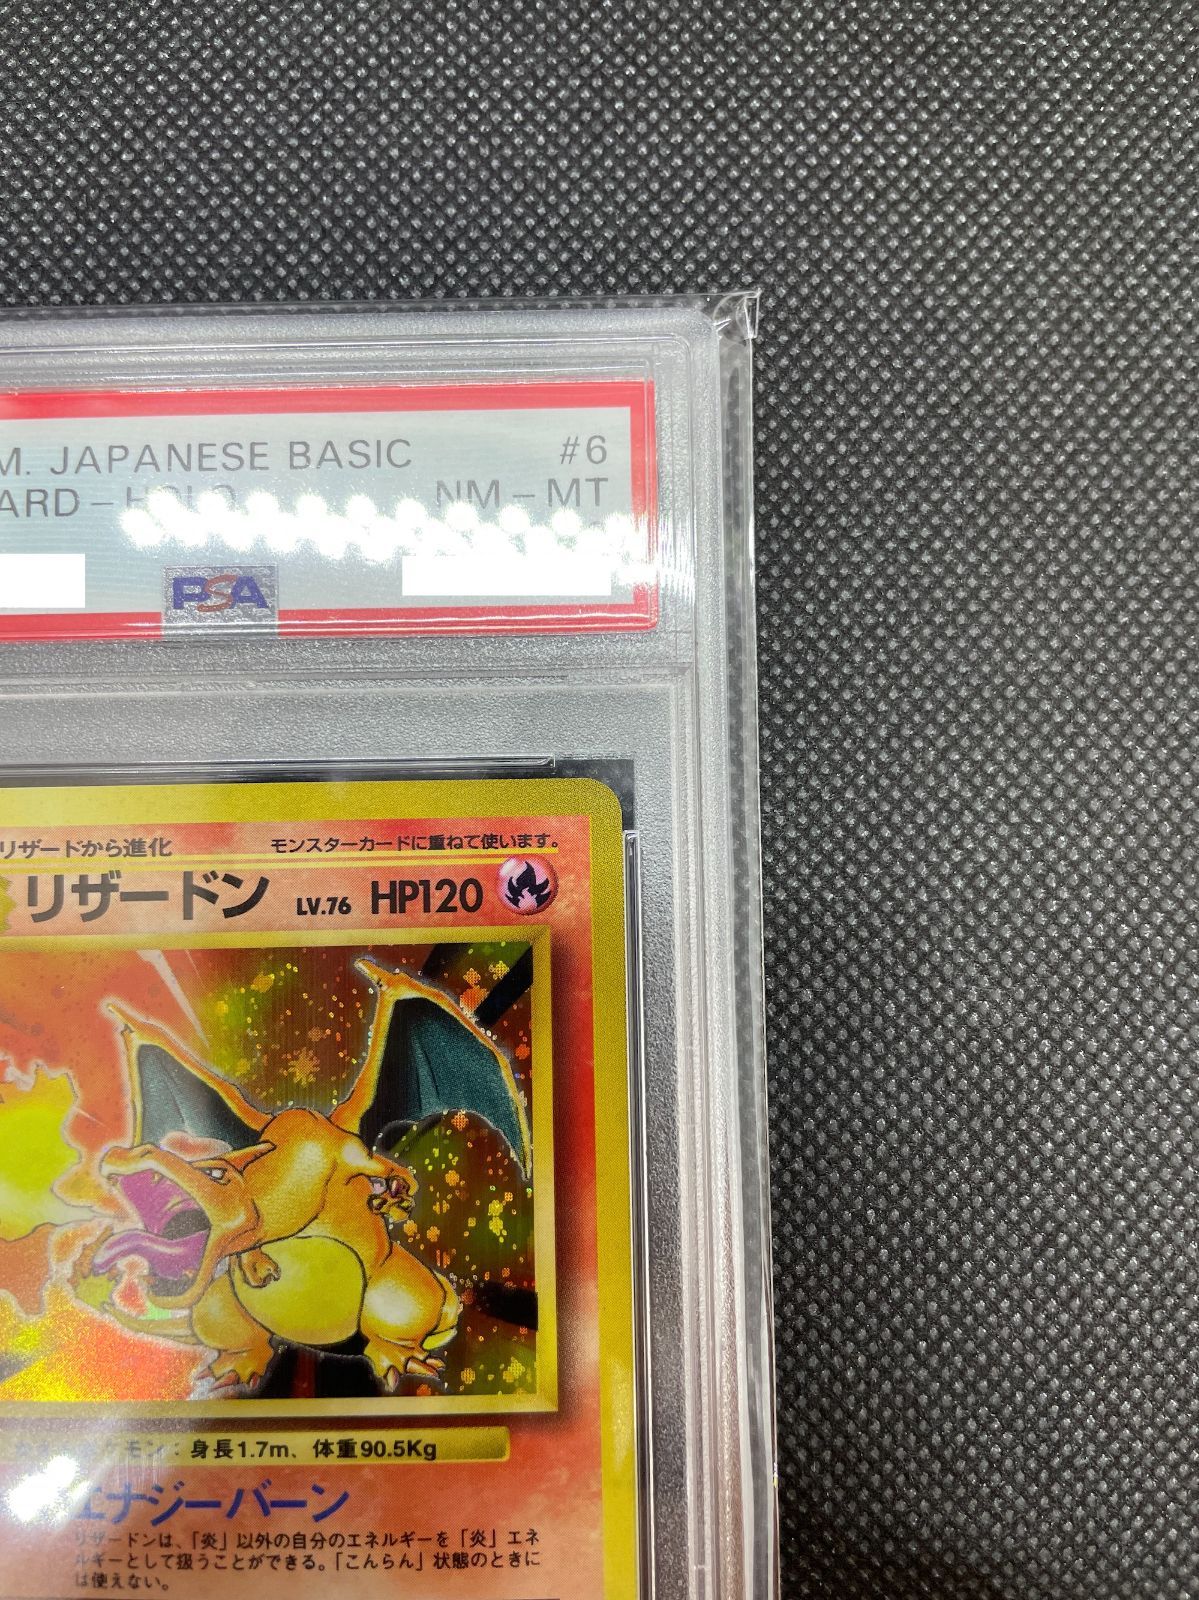 M. JAPANESE BASIC #6
ARD-HOLO NM-MT
PSA
リザードから進化 モンスターカードに重ねて使います。
リザードン LV.76 HP120
身長1.7m、体重90.5Kg
エナジーバーン
リザードンは、「炎」以外の自分のエネルギーを「炎」エネ
ルギーとして扱うことができる。「こんらん」状態のときに
は使えない。